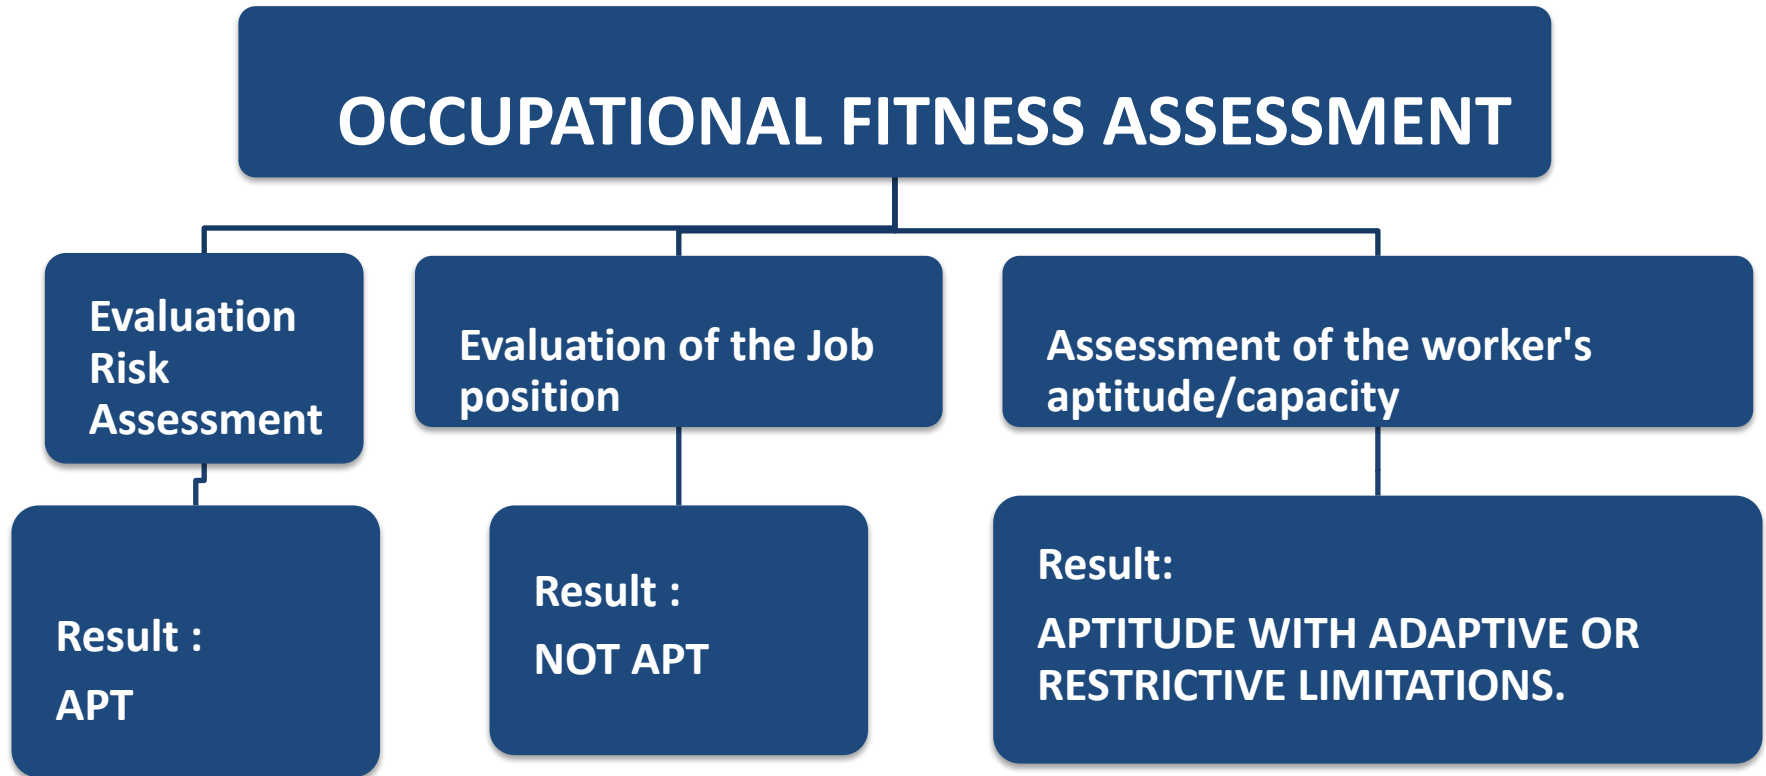 OCCUPATIONAL FITNESS ASSESSMENT
Evaluation
Risk
Assessment
Evaluation of the Job
position
Assessment of the worker's
aptitude/capacity
Result :
APT
Result :
NOT APT
Result:
APTITUDE WITH ADAPTIVE OR
RESTRICTIVE LIMITATIONS.